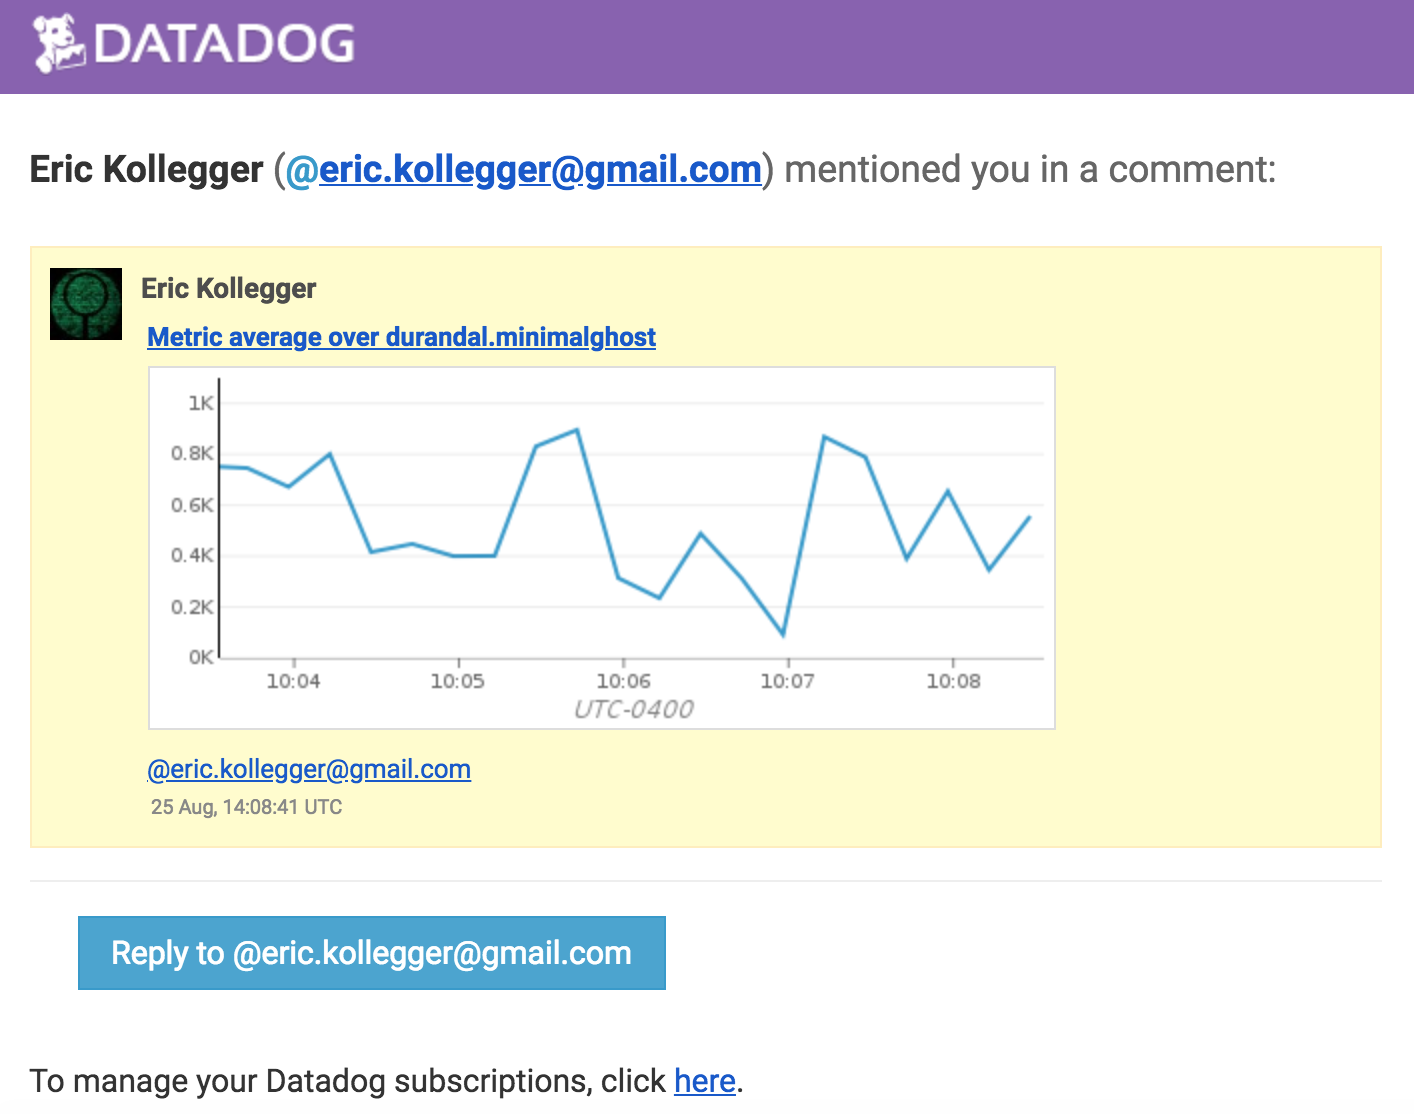 DATADOG
Eric Kollegger (@eric.kollegger@gmail.com) mentioned you in a comment:
Eric Kollegger
Metric average over durandal.minimalghost
1K
0.8K
0.6K
0.4K
0.2K
0K
10:04 10:05 10:06 10:07 10:08
UTC-0400
@eric.kollegger@gmail.com
25 Aug, 14:08:41 UTC
Reply to @eric.kollegger@gmail.com
To manage your Datadog subscriptions, click here.